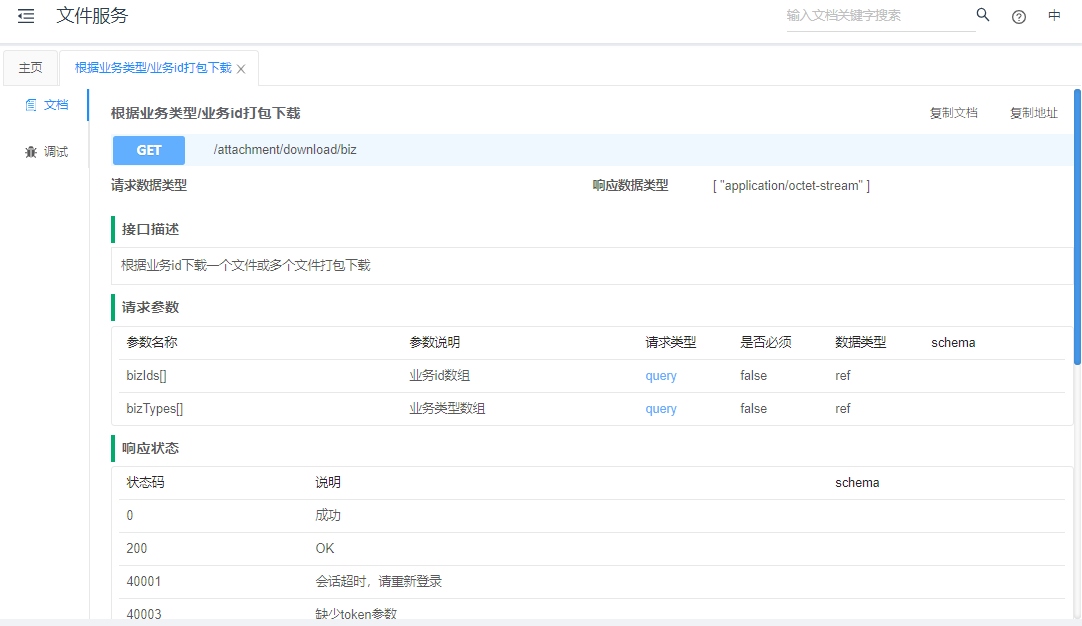 文件服务
输入文档关键字搜索
中
主页
根据业务类型/业务id打包下载
文档
调试
根据业务类型/业务id打包下载
复制文档
复制地址
GET /attachment/download/biz
请求数据类型 响应数据类型 [ "application/octet-stream" ]
接口描述
根据业务id下载一个文件或多个文件打包下载
请求参数
参数名称 参数说明 请求类型 是否必须 数据类型 schema
bizIds[] 业务id数组 query false ref
bizTypes[] 业务类型数组 query false ref
响应状态
状态码 说明 schema
0 成功
200 OK
40001 会话超时，请重新登录
40003 缺少token参数